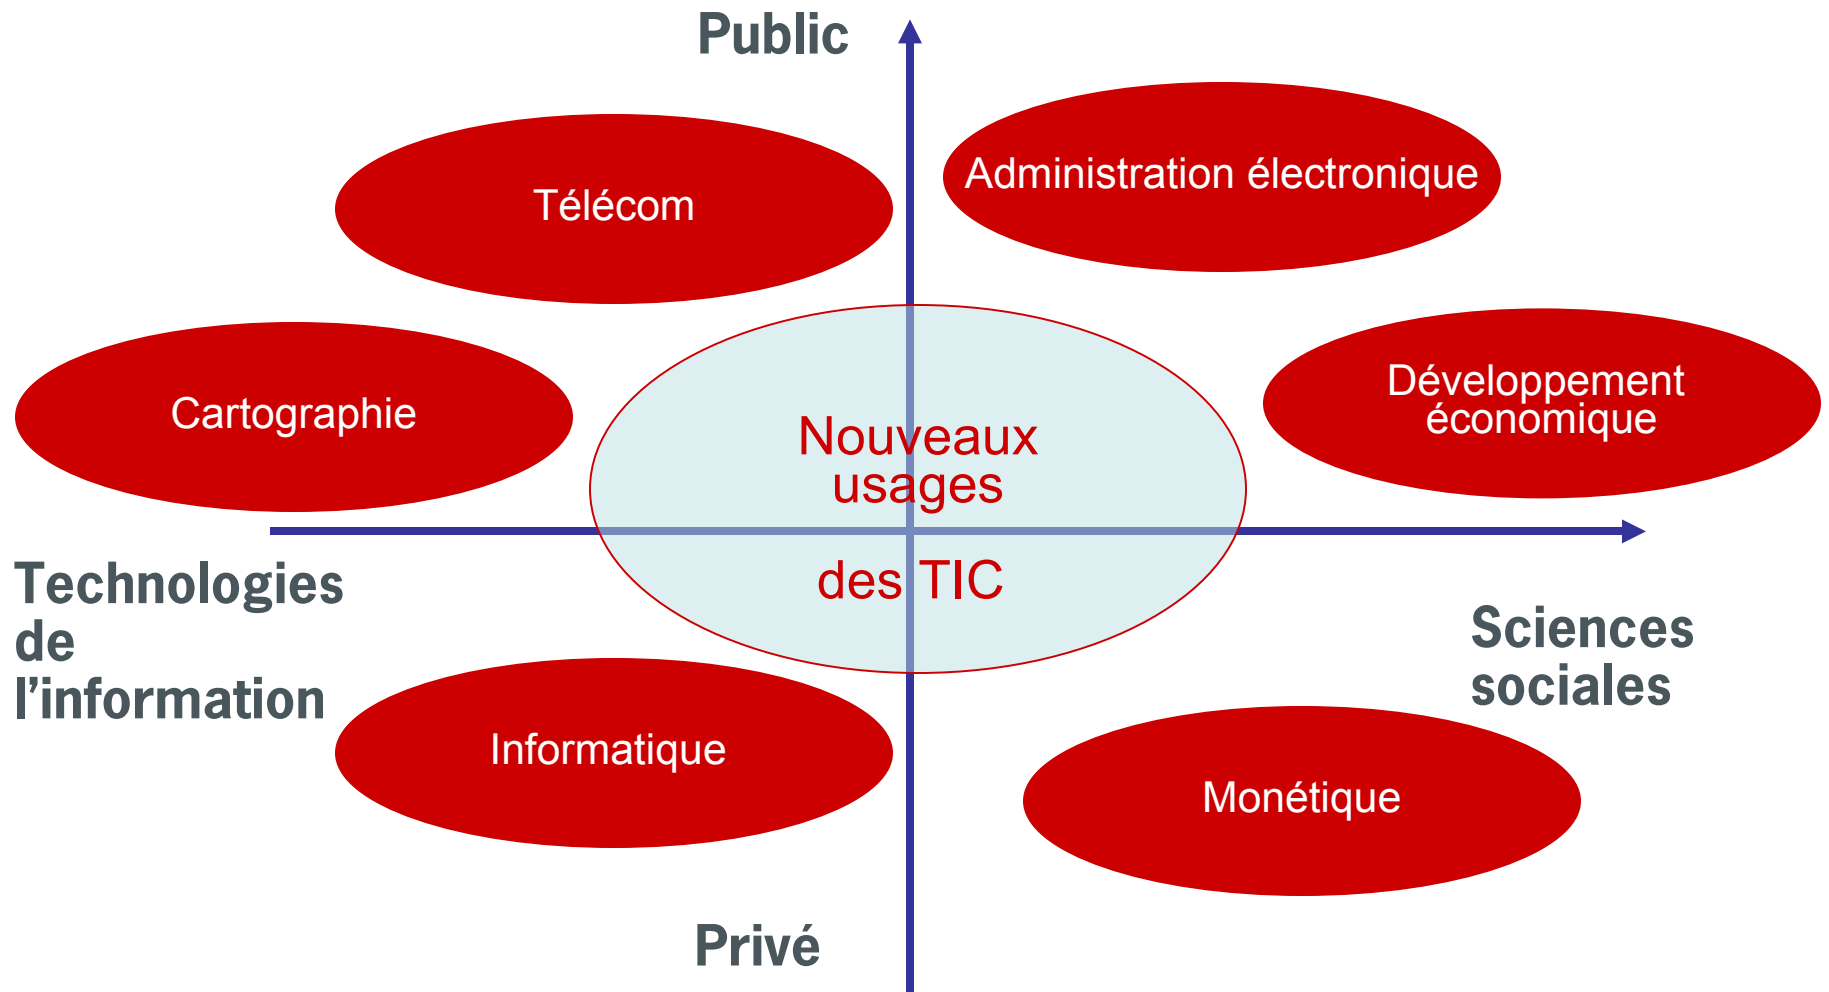 Public
Administration électronique
Télécom
Développement
économique
Cartographie
Nouveaux
usages
des TIC
Technologies
de
l'information
Sciences
sociales
Informatique
Monétique
Privé